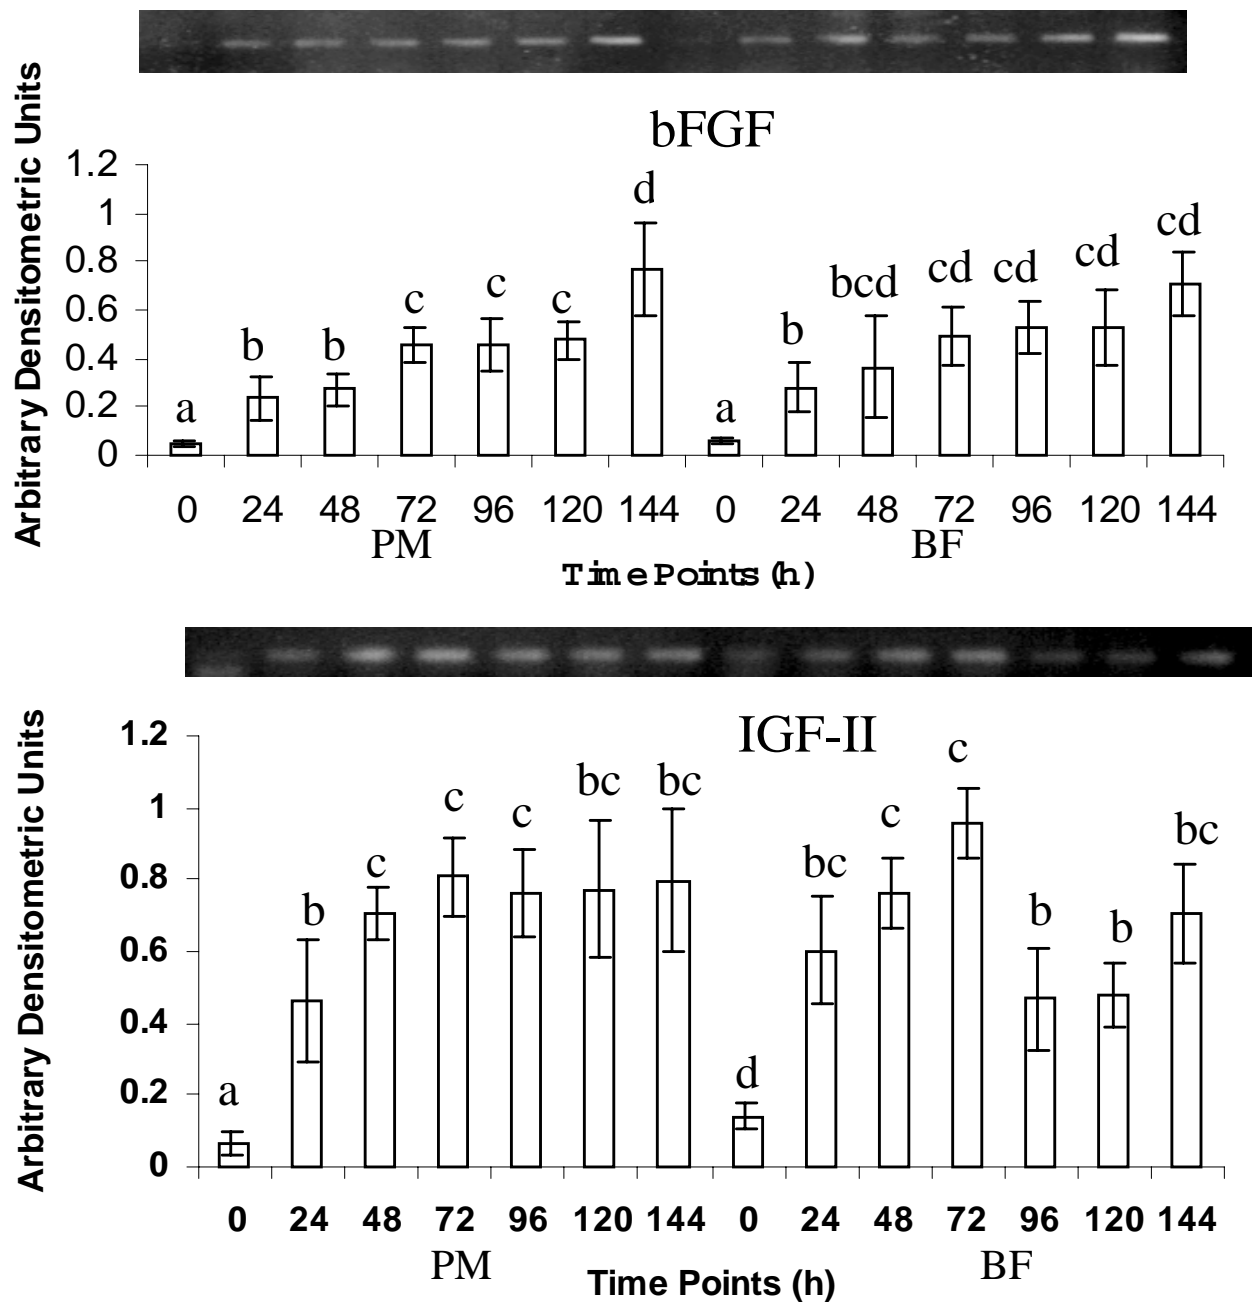 bFGF
Arbitrary Densitometric Units
1.2
1
0.8
0.6
0.4
0.2
0
a b b c c c d a b bcd cd cd cd cd
0 24 48 72 96 120 144 0 24 48 72 96 120 144
PM BF
Time Points (h)
IGF-II
Arbitrary Densitometric Units
1.2
1
0.8
0.6
0.4
0.2
0
a b c c c bc bc d bc c c b b bc
0 24 48 72 96 120 144 0 24 48 72 96 120 144
PM BF
Time Points (h)